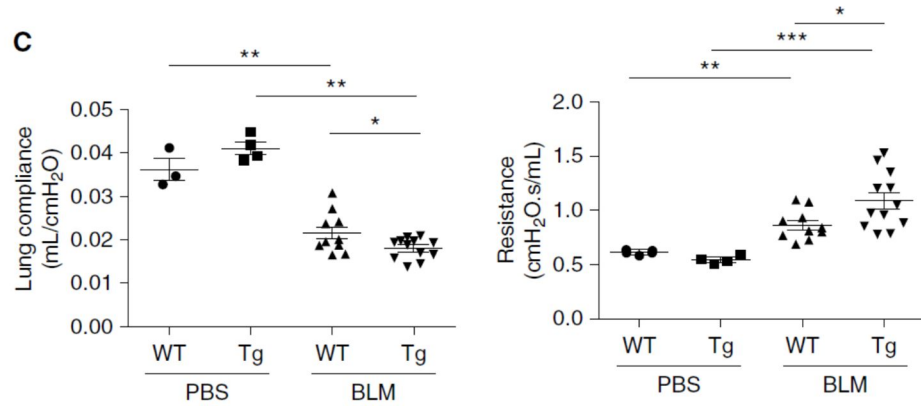 C
**
**
*
Lung compliance
(mL/cmH₂O)
0.05
0.04
0.03
0.02
0.01
0.00
WT
Tg
WT
Tg
PBS
BLM
*
***
**
Resistance
(cmH₂O.s/mL)
2.0
1.5
1.0
0.5
0.0
WT
Tg
WT
Tg
PBS
BLM